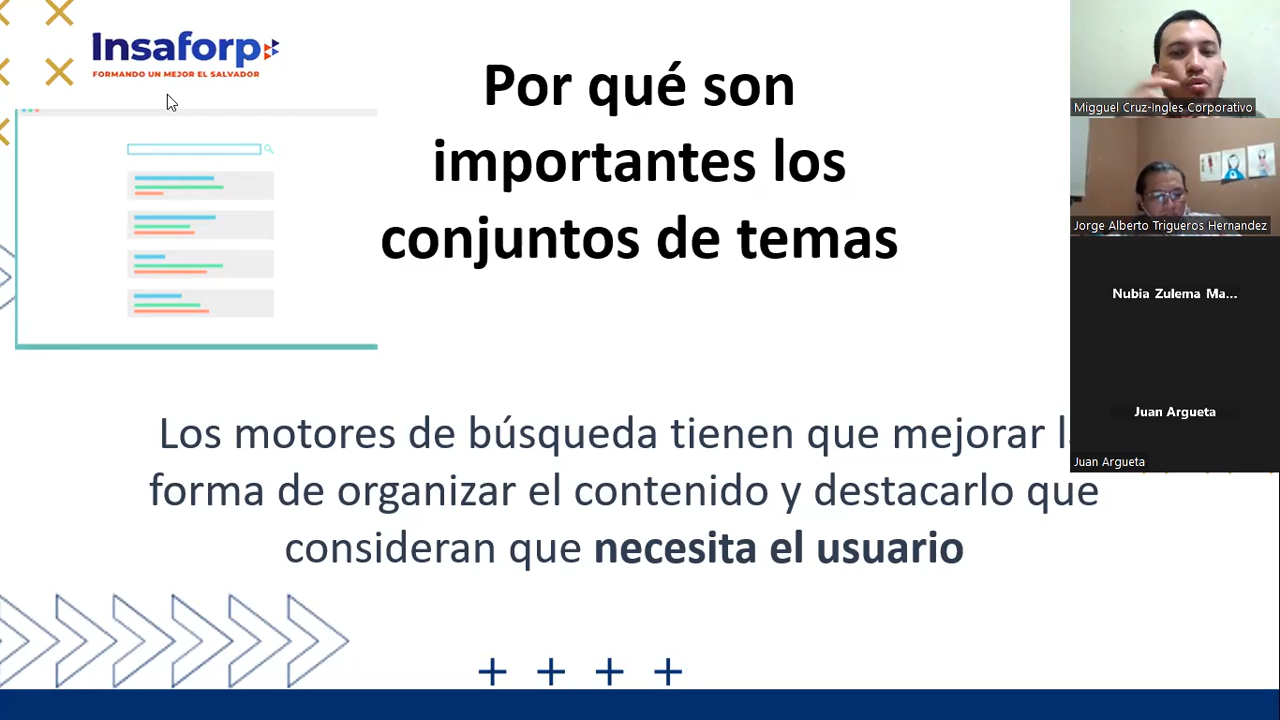 Insaforp
FORMANDO UN MEJOR EL SALVADOR
Por qué son
importantes los
conjuntos de temas
Los motores de búsqueda tienen que mejorar
forma de organizar el contenido y destacarlo que
consideran que necesita el usuario
Migguel Cruz-Ingles Corporativo
Jorge Alberto Trigueros Hernandez
Nubia Zulema Ma...
Juan Argueta
Juan Argueta